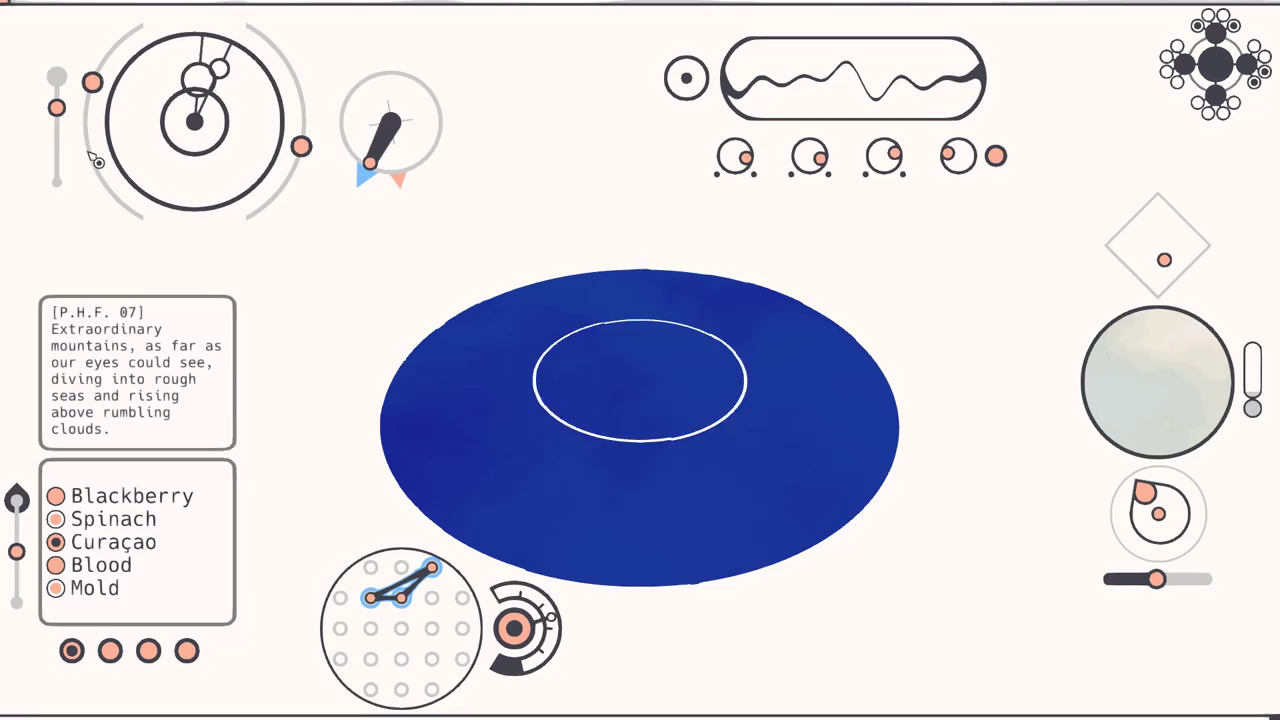 [P.H.F. 07]
Extraordinary
mountains, as far as
our eyes could see,
diving into rough
seas and rising
above rumbling
clouds.
Blackberry
Spinach
Curaçao
Blood
Mold